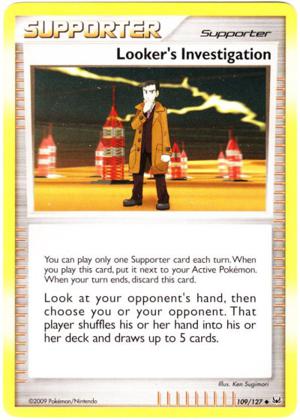 SUPPORTER
Supporter
Looker's Investigation
You can play only one Supporter card each turn. When
you play this card, put it next to your Active Pokémon.
When your turn ends, discard this card.
Look at your opponent's hand, then
choose you or your opponent. That
player shuffles his or her hand into his or
her deck and draws up to 5 cards.
Illus. Ken Sugimori
©2009 Pokémon/Nintendo
109/127